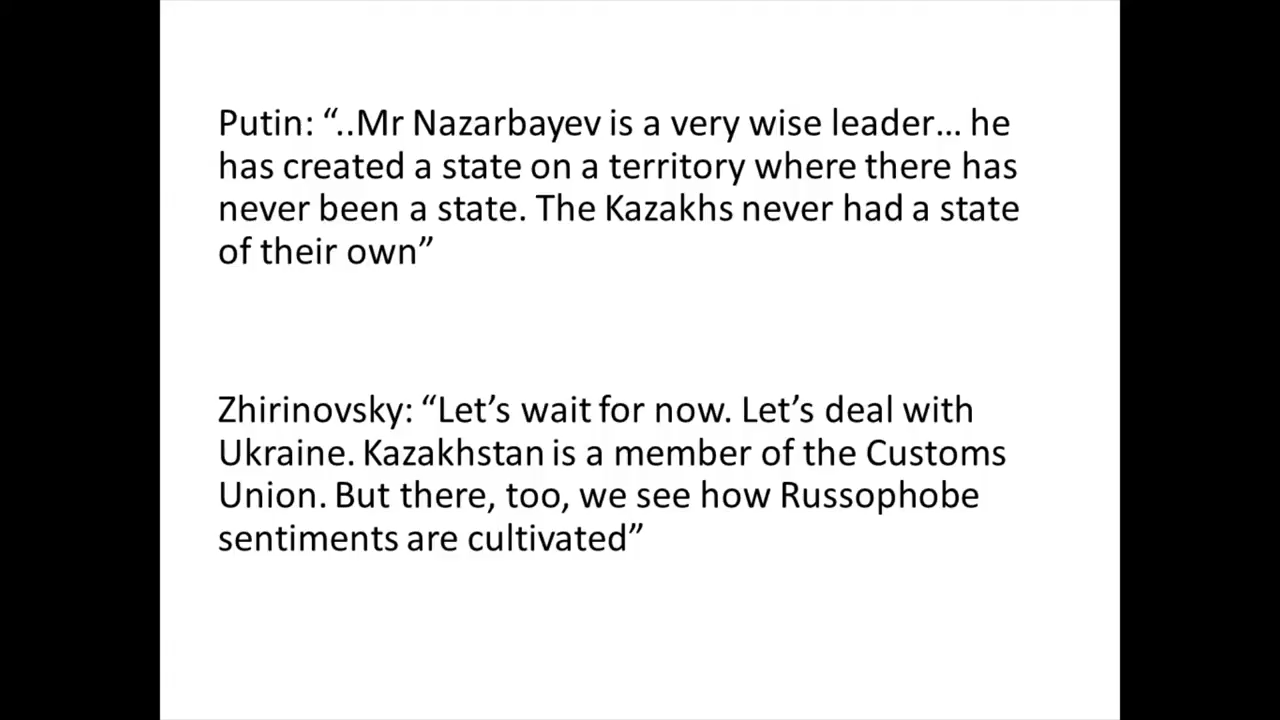 Putin: “..Mr Nazarbayev is a very wise leader... he
has created a state on a territory where there has
never been a state. The Kazakhs never had a state
of their own”
Zhirinovsky: “Let’s wait for now. Let’s deal with
Ukraine. Kazakhstan is a member of the Customs
Union. But there, too, we see how Russophobe
sentiments are cultivated”